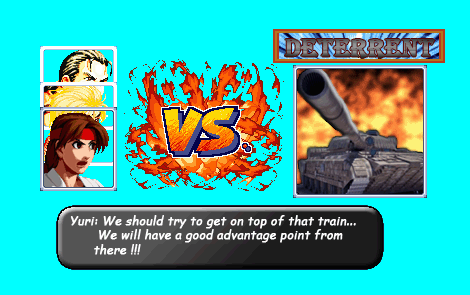 DETERRENT
VS.
Yuri: We should try to get on top of that train...
We will have a good advantage point from
there !!!